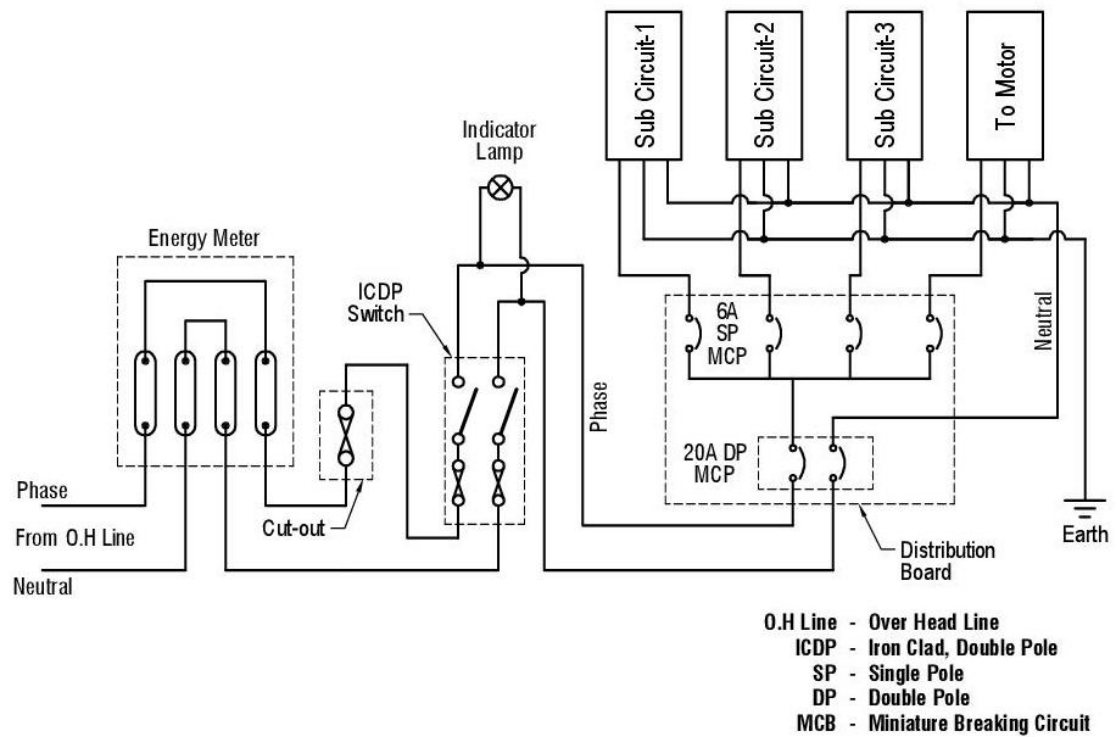 Sub Circuit-1
Sub Circuit-2
Sub Circuit-3
To Motor
Indicator
Lamp
Energy Meter
ICDP
Switch
6A
SP
MCP
Neutral
Phase
20A DP
MCP
Phase
Cut-out
From O.H Line
Neutral
Earth
Distribution
Board
O.H Line - Over Head Line
ICDP - Iron Clad, Double Pole
SP - Single Pole
DP - Double Pole
MCB - Miniature Breaking Circuit